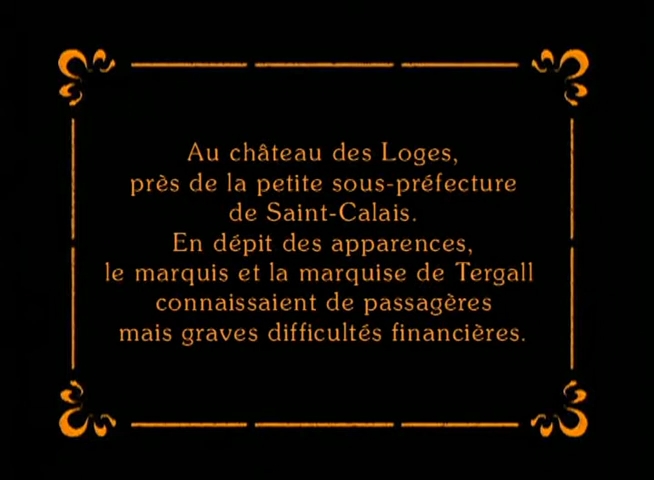 Au château des Loges,
près de la petite sous-préfecture
de Saint-Calais.
En dépit des apparences,
le marquis et la marquise de Tergall
connaissaient de passagères
mais graves difficultés financières.